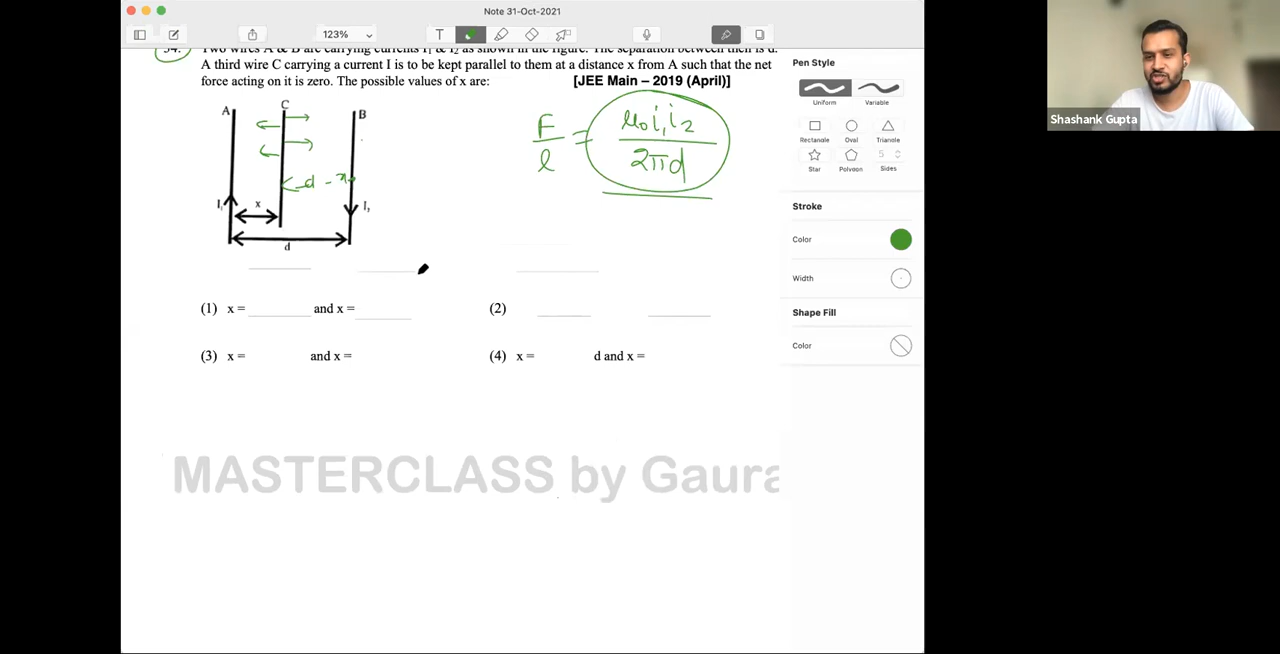 Note 31-Oct-2021
123%
T
34. Two wires A & B are carrying currents I₁ & I₂ as shown in the figure. The separation between them is d.
A third wire C carrying a current I is to be kept parallel to them at a distance x from A such that the net
force acting on it is zero. The possible values of x are: [JEE Main – 2019 (April)]
A C B
d - x
I₁ x I₂
d
F/l = μ₀i₁i₂/2πd
(1) x = and x = (2)
(3) x = and x = (4) x = d and x =
MASTERCLASS by Gaura
Pen Style
Uniform Variable
Rectangle Oval Triangle
5
Star Polygon Sides
Stroke
Color
Width
Shape Fill
Color
Shashank Gupta